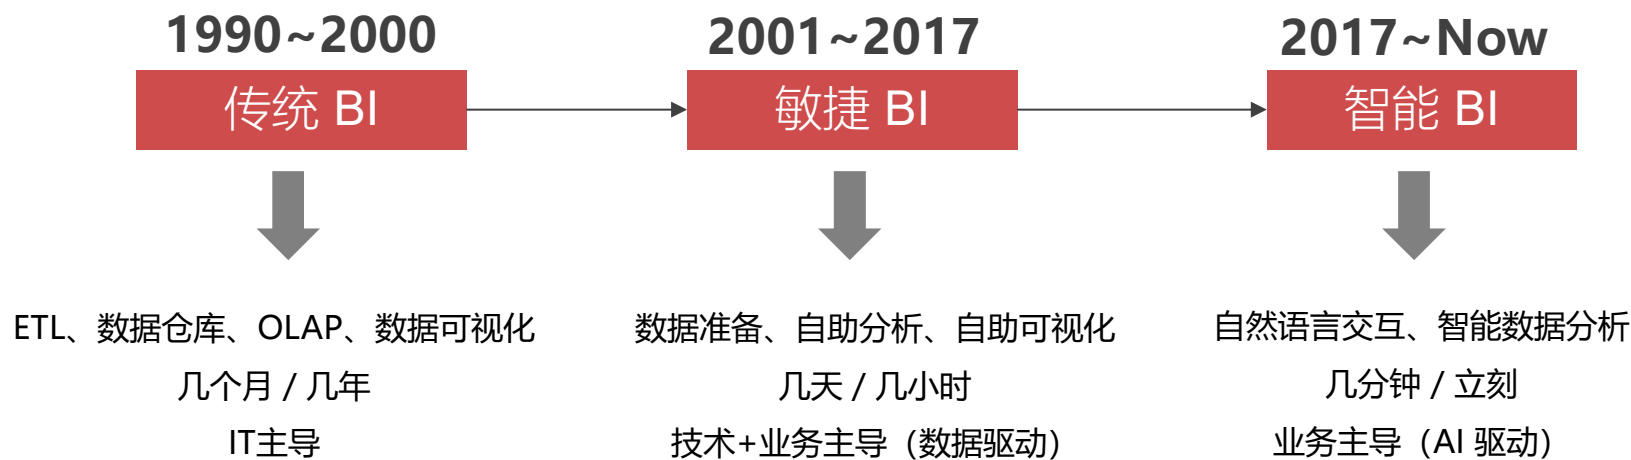 1990~2000
2001~2017
2017~Now
传统 BI
敏捷 BI
智能 BI
ETL、数据仓库、OLAP、数据可视化
几个月 / 几年
IT主导
数据准备、自助分析、自助可视化
几天 / 几小时
技术+业务主导（数据驱动）
自然语言交互、智能数据分析
几分钟 / 立刻
业务主导（AI 驱动）